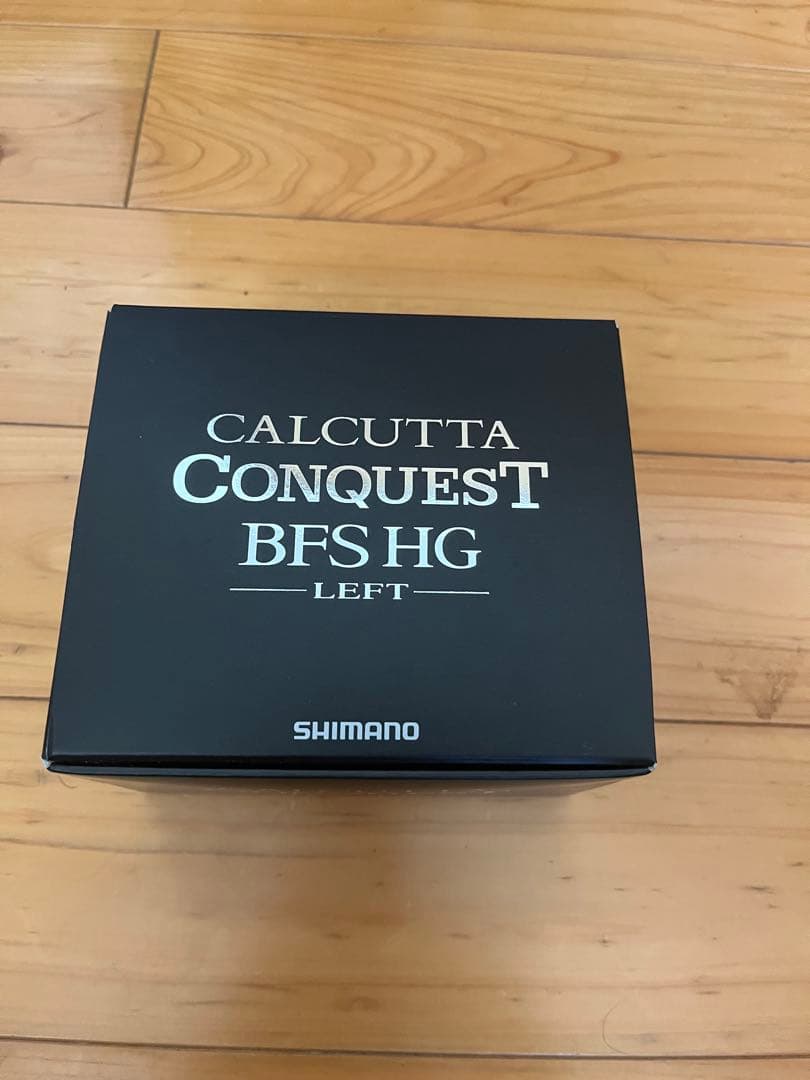 CALCUTTA
CONQUEST
BFS HG
LEFT
SHIMANO